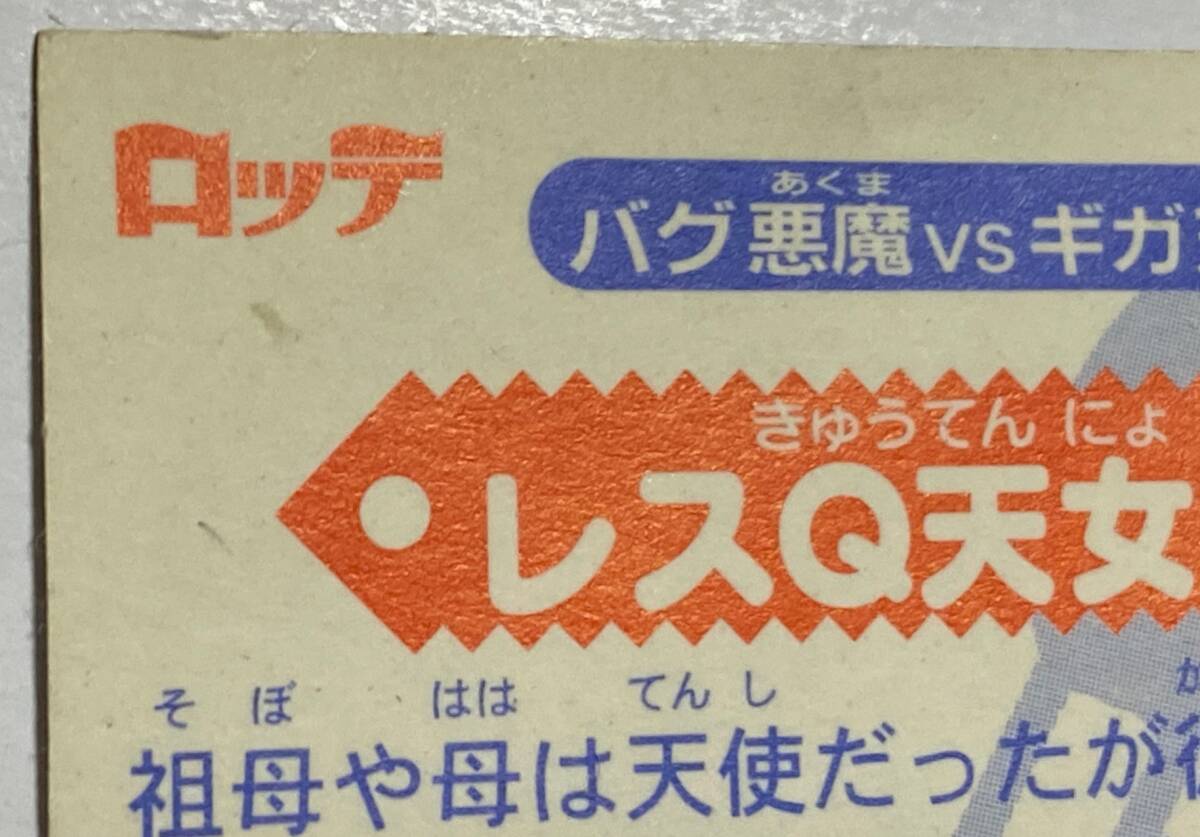 ロッテ
あくま
バグ悪魔VSギガ
きゅうてんにょ
レスQ天女
そぼ はは てんし
祖母や母は天使だったが